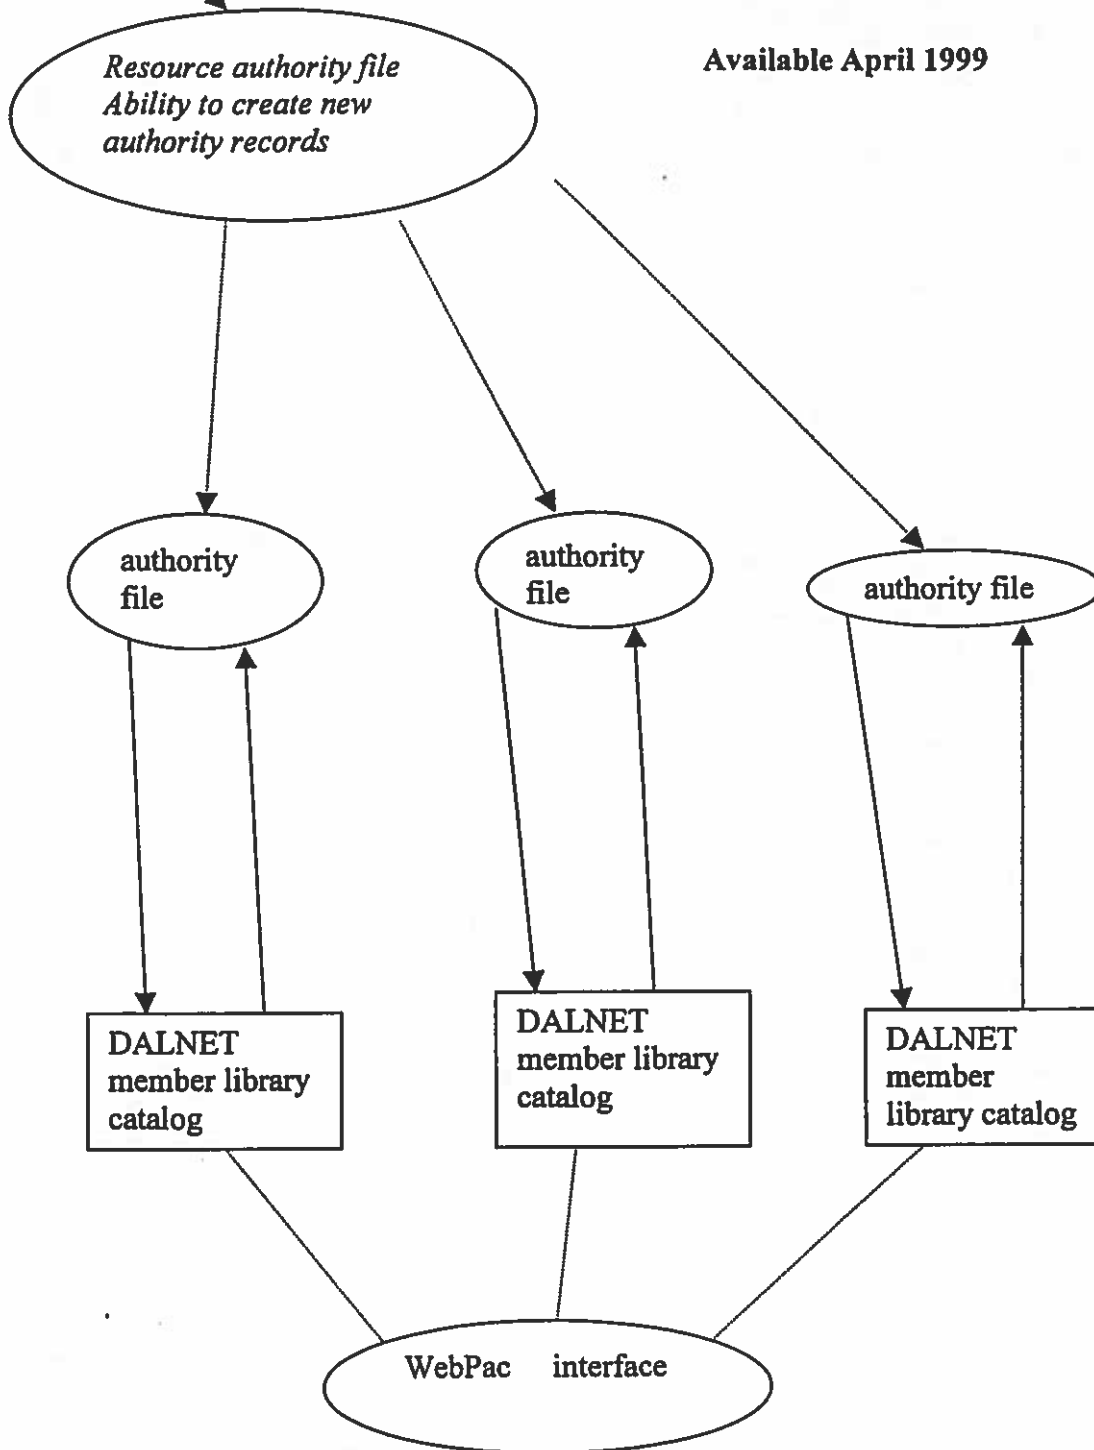 Resource authority file
Ability to create new
authority records
Available April 1999
authority
file
authority
file
authority file
DALNET
member library
catalog
DALNET
member library
catalog
DALNET
member
library catalog
WebPac interface